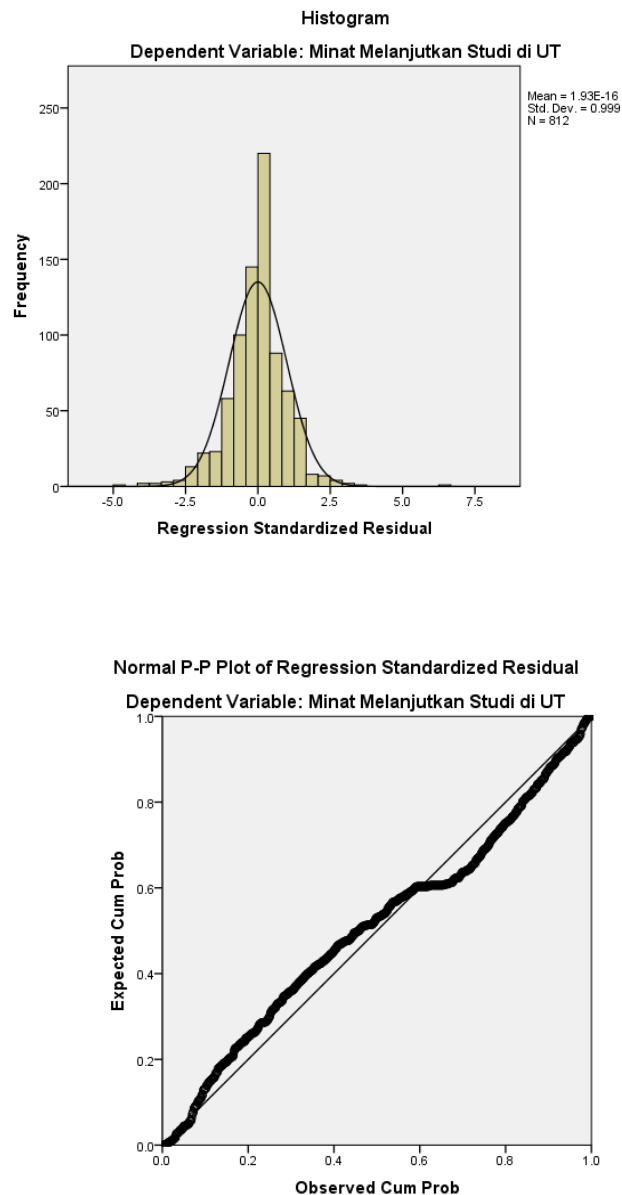 Histogram
Dependent Variable: Minat Melanjutkan Studi di UT
Mean = 1.93E-16
Std. Dev. = 0.999
N = 812
250
200
150
100
50
0
Frequency
-5.0 -2.5 0.0 2.5 5.0 7.5
Regression Standardized Residual
Normal P-P Plot of Regression Standardized Residual
Dependent Variable: Minat Melanjutkan Studi di UT
1.0
0.8
0.6
0.4
0.2
0.0
Expected Cum Prob
0.0 0.2 0.4 0.6 0.8 1.0
Observed Cum Prob